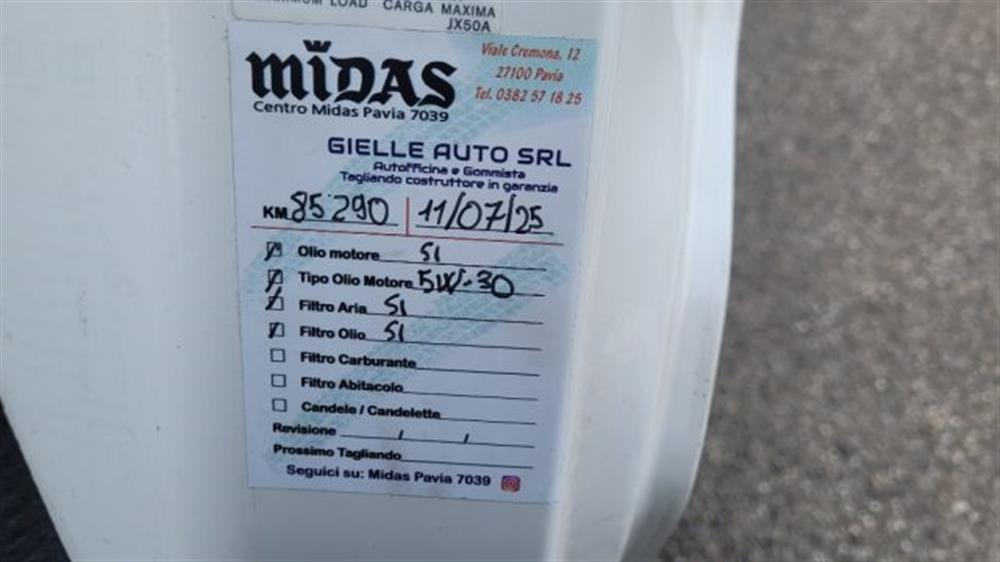 LOAD CARGA MAXIMA
JX50A
MIDAS
Centro Midas Pavia 7039
Viale Cremona, 12
27100 Pavia
Tel. 0382 57 18 25
GIELLE AUTO SRL
Autofficina e Gommista
Tagliando costruttore in garanzia
KM 85290 11/07/25
Olio motore SI
Tipo Olio Motore 5W-30
Filtro Aria SI
Filtro Olio SI
Filtro Carburante
Filtro Abitacolo
Candele / Candelette
Revisione / /
Prossimo Tagliando
Seguici su: Midas Pavia 7039